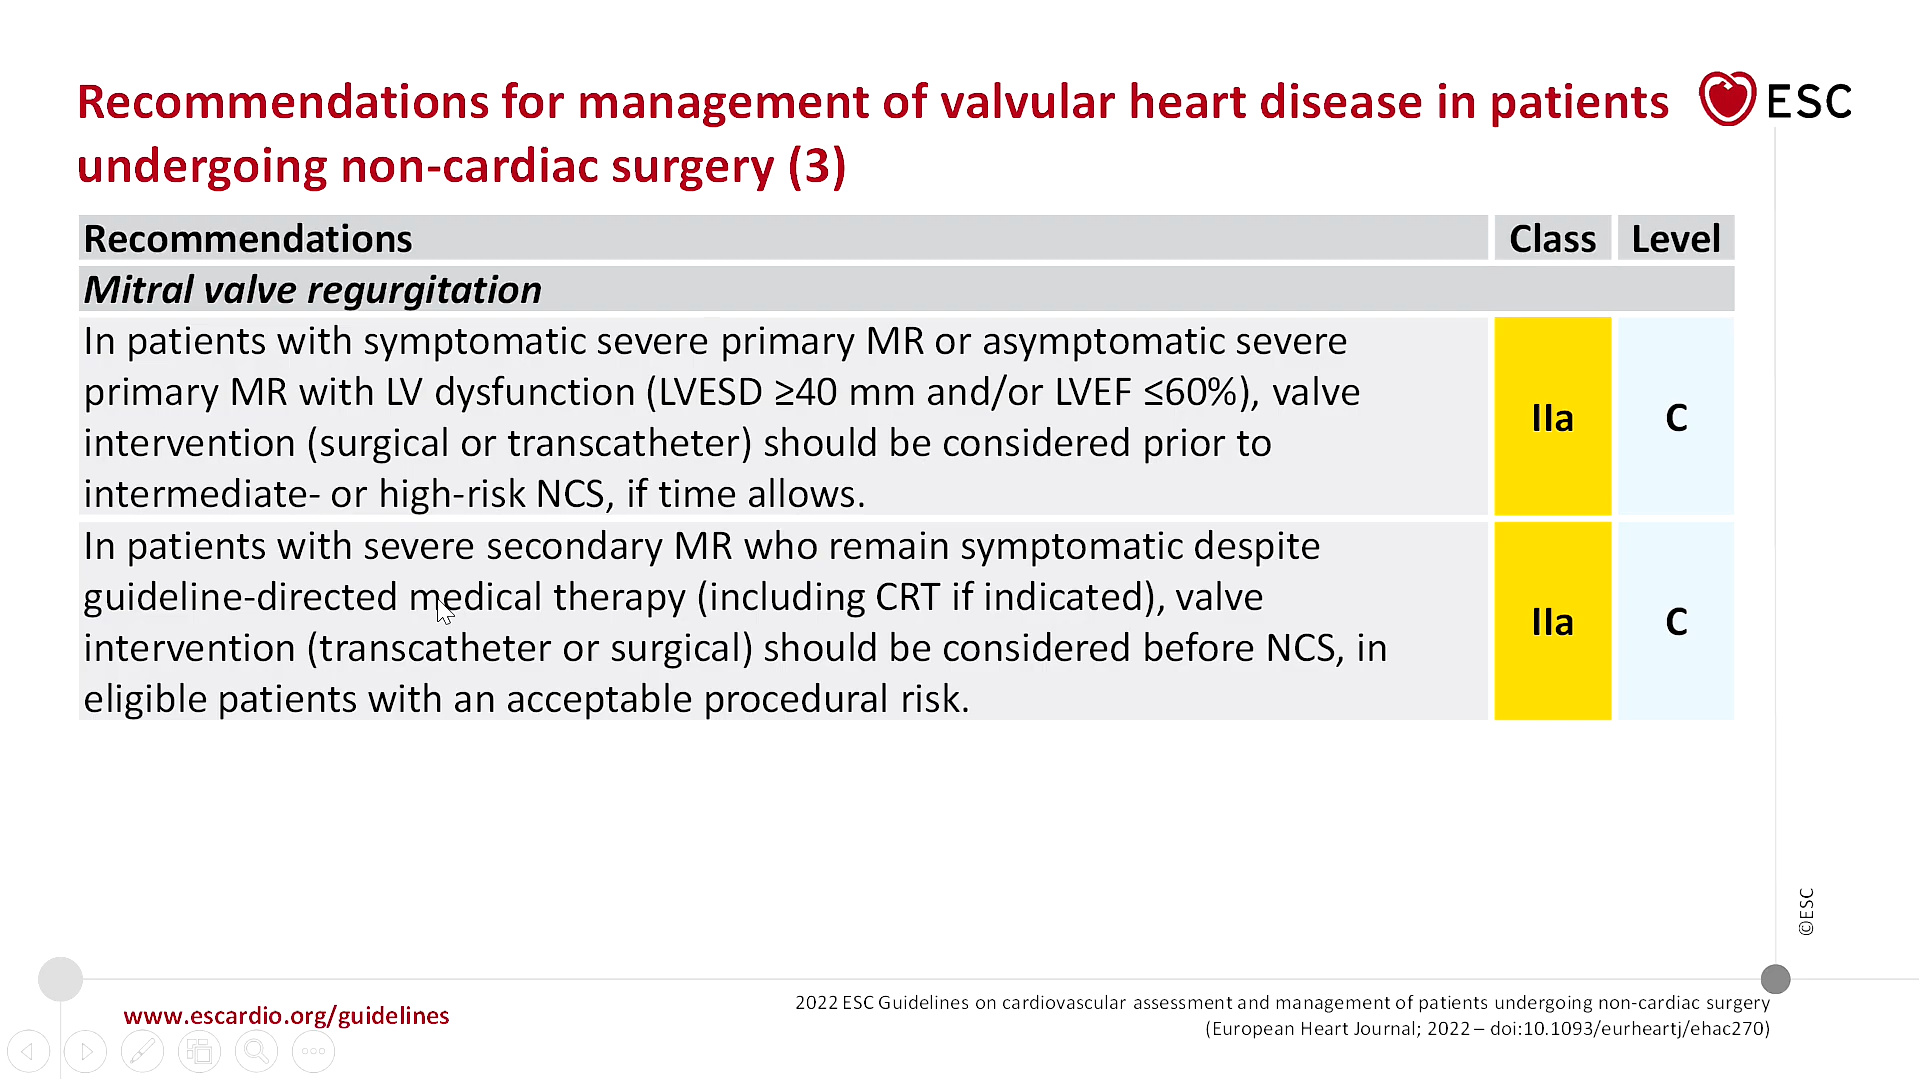 Recommendations for management of valvular heart disease in patients
undergoing non-cardiac surgery (3)
ESC
Recommendations Class Level
Mitral valve regurgitation
In patients with symptomatic severe primary MR or asymptomatic severe
primary MR with LV dysfunction (LVESD ≥40 mm and/or LVEF ≤60%), valve
intervention (surgical or transcatheter) should be considered prior to
intermediate- or high-risk NCS, if time allows.
IIa C
In patients with severe secondary MR who remain symptomatic despite
guideline-directed medical therapy (including CRT if indicated), valve
intervention (transcatheter or surgical) should be considered before NCS, in
eligible patients with an acceptable procedural risk.
IIa C
©ESC
www.escardio.org/guidelines
2022 ESC Guidelines on cardiovascular assessment and management of patients undergoing non-cardiac surgery
(European Heart Journal; 2022 – doi:10.1093/eurheartj/ehac270)